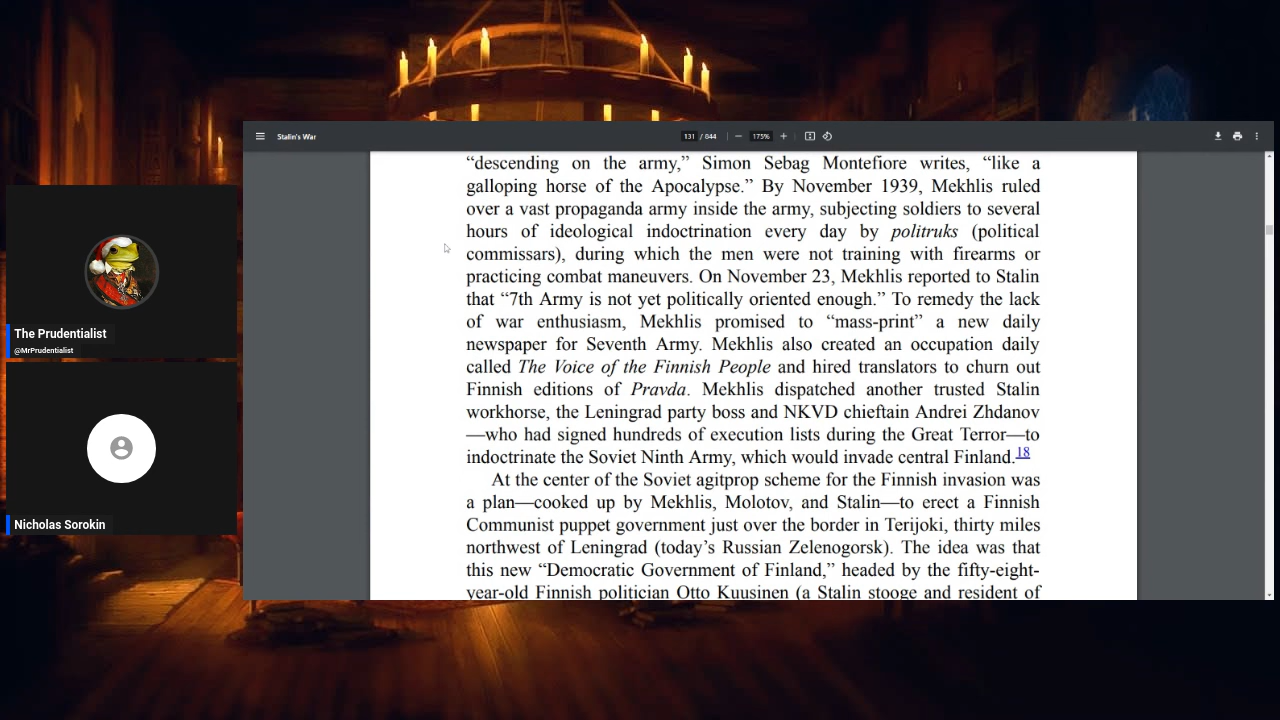 Stalin's War
131 / 844
175%
"descending on the army," Simon Sebag Montefiore writes, "like a
galloping horse of the Apocalypse." By November 1939, Mekhlis ruled
over a vast propaganda army inside the army, subjecting soldiers to several
hours of ideological indoctrination every day by politruks (political
commissars), during which the men were not training with firearms or
practicing combat maneuvers. On November 23, Mekhlis reported to Stalin
that "7th Army is not yet politically oriented enough." To remedy the lack
of war enthusiasm, Mekhlis promised to "mass-print" a new daily
newspaper for Seventh Army. Mekhlis also created an occupation daily
called The Voice of the Finnish People and hired translators to churn out
Finnish editions of Pravda. Mekhlis dispatched another trusted Stalin
workhorse, the Leningrad party boss and NKVD chieftain Andrei Zhdanov
—who had signed hundreds of execution lists during the Great Terror—to
indoctrinate the Soviet Ninth Army, which would invade central Finland.18
At the center of the Soviet agitprop scheme for the Finnish invasion was
a plan—cooked up by Mekhlis, Molotov, and Stalin—to erect a Finnish
Communist puppet government just over the border in Terijoki, thirty miles
northwest of Leningrad (today's Russian Zelenogorsk). The idea was that
this new "Democratic Government of Finland," headed by the fifty-eight-
year-old Finnish politician Otto Kuusinen (a Stalin stooge and resident of
The Prudentialist
@MrPrudentialist
Nicholas Sorokin